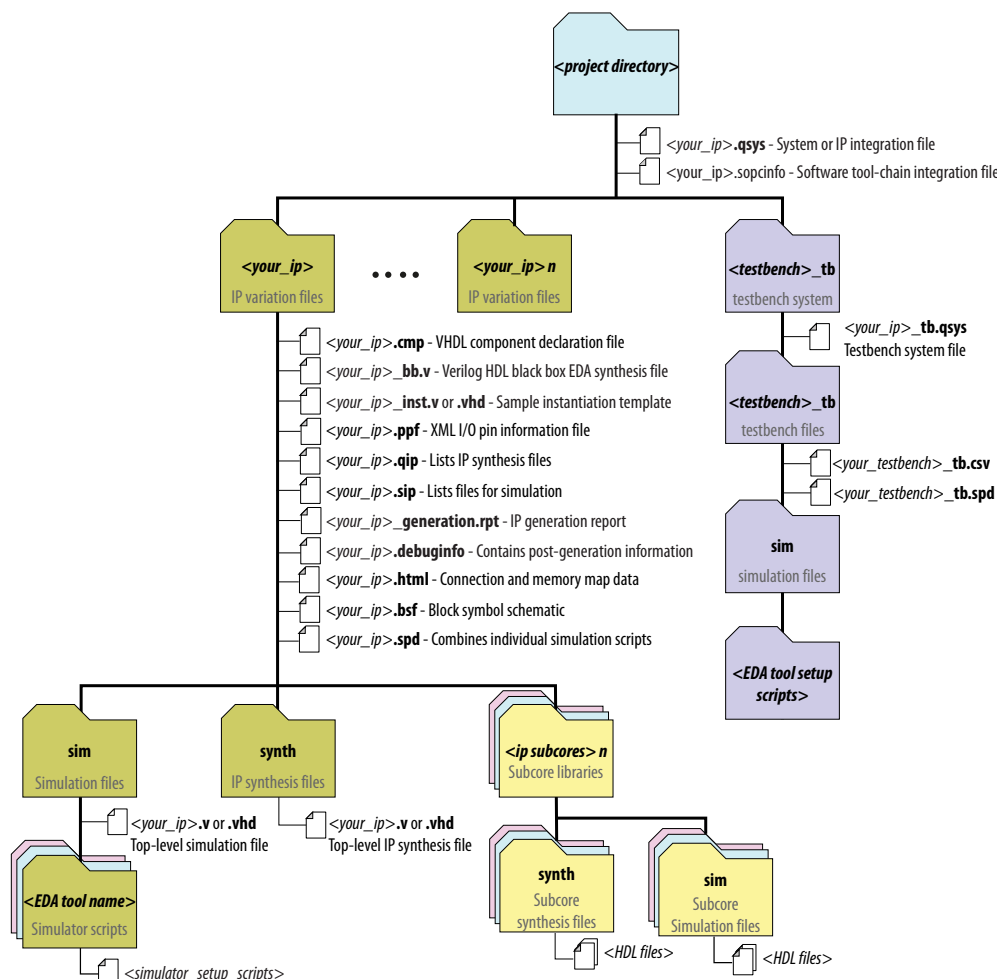 <project directory>
<your_ip>.qsys - System or IP integration file
<your_ip>.sopcinfo - Software tool-chain integration file
<your_ip>
IP variation files
<your_ip> n
IP variation files
<testbench>_tb
testbench system
<your_ip>_tb.qsys
Testbench system file
<your_ip>.cmp - VHDL component declaration file
<your_ip>_bb.v - Verilog HDL black box EDA synthesis file
<your_ip>_inst.v or .vhd - Sample instantiation template
<your_ip>.ppf - XML I/O pin information file
<your_ip>.qip - Lists IP synthesis files
<your_ip>.sip - Lists files for simulation
<your_ip>_generation.rpt - IP generation report
<your_ip>.debuginfo - Contains post-generation information
<your_ip>.html - Connection and memory map data
<your_ip>.bsf - Block symbol schematic
<your_ip>.spd - Combines individual simulation scripts
<testbench>_tb
testbench files
<your_testbench>_tb.csv
<your_testbench>_tb.spd
sim
simulation files
<EDA tool setup
scripts>
sim
Simulation files
<your_ip>.v or .vhd
Top-level simulation file
<EDA tool name>
Simulator scripts
<simulator_setup_scripts>
synth
IP synthesis files
<your_ip>.v or .vhd
Top-level IP synthesis file
<ip subcores> n
Subcore libraries
synth
Subcore
synthesis files
<HDL files>
sim
Subcore
Simulation files
<HDL files>